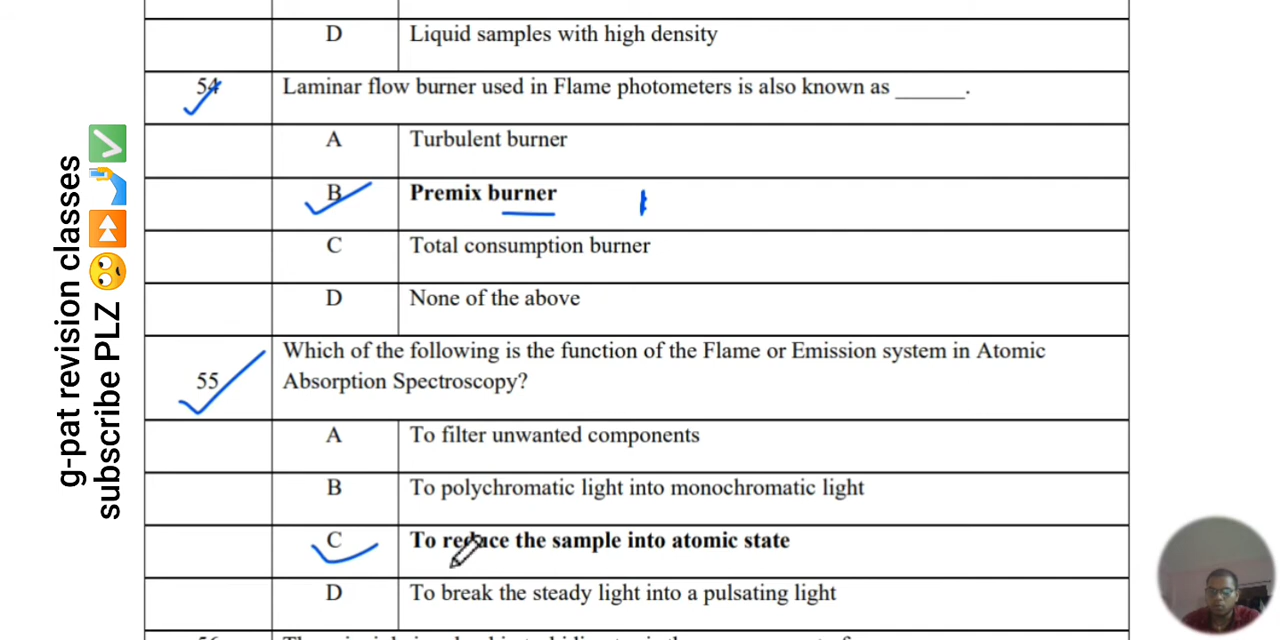 D Liquid samples with high density
54 Laminar flow burner used in Flame photometers is also known as ______.
A Turbulent burner
B Premix burner
C Total consumption burner
D None of the above
55 Which of the following is the function of the Flame or Emission system in Atomic
Absorption Spectroscopy?
A To filter unwanted components
B To polychromatic light into monochromatic light
C To reduce the sample into atomic state
D To break the steady light into a pulsating light
g-pat revision classes
subscribe PLZ